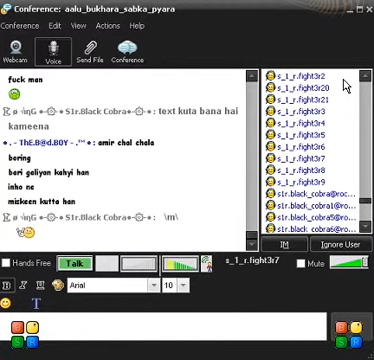 Conference: aalu_bukhara_sabka_pyara
Conference Edit View Actions Help
Webcam Voice Send File Conference
fuck man
S1r.Black Cobra : text kuta bana hai
kameena
ThE.B@d.B0Y : amir chal chala
boring
bari geliyan kahyi han
inho ne
miskeen kutta han
S1r.Black Cobra : \m\
s_1_r.fight3r2
s_1_r.fight3r20
s_1_r.fight3r21
s_1_r.fight3r3
s_1_r.fight3r4
s_1_r.fight3r5
s_1_r.fight3r6
s_1_r.fight3r7
s_1_r.fight3r8
s_1_r.fight3r9
s1r.black_cobra@roc...
s1r.black_cobra1@ro...
s1r.black_cobra5@ro...
s1r.black_cobra6@ro...
IM Ignore User
Hands Free Talk s_1_r.fight3r7 Mute
B I U Arial 10
T
B S R
B S R